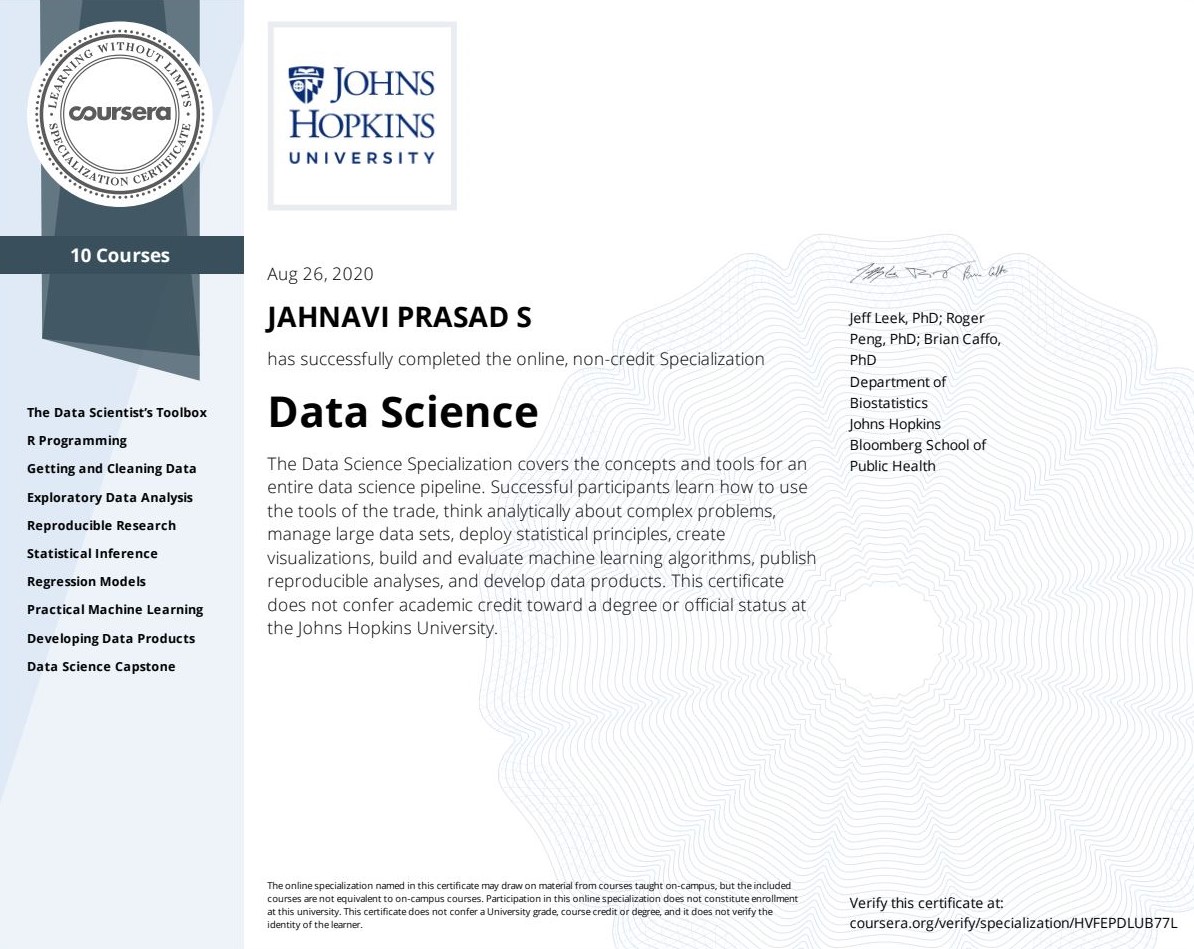 LEARNING WITHOUT LIMITS
coursera
SPECIALIZATION CERTIFICATE
10 Courses
The Data Scientist’s Toolbox
R Programming
Getting and Cleaning Data
Exploratory Data Analysis
Reproducible Research
Statistical Inference
Regression Models
Practical Machine Learning
Developing Data Products
Data Science Capstone
JOHNS
HOPKINS
UNIVERSITY
Aug 26, 2020
JAHNAVI PRASAD S
has successfully completed the online, non-credit Specialization
Data Science
The Data Science Specialization covers the concepts and tools for an
entire data science pipeline. Successful participants learn how to use
the tools of the trade, think analytically about complex problems,
manage large data sets, deploy statistical principles, create
visualizations, build and evaluate machine learning algorithms, publish
reproducible analyses, and develop data products. This certificate
does not confer academic credit toward a degree or official status at
the Johns Hopkins University.
Jeff Leek, PhD; Roger
Peng, PhD; Brian Caffo,
PhD
Department of
Biostatistics
Johns Hopkins
Bloomberg School of
Public Health
The online specialization named in this certificate may draw on material from courses taught on-campus, but the included
courses are not equivalent to on-campus courses. Participation in this online specialization does not constitute enrollment
at this university. This certificate does not confer a University grade, course credit or degree, and it does not verify the
identity of the learner.
Verify this certificate at:
coursera.org/verify/specialization/HVFEPDLUB77L